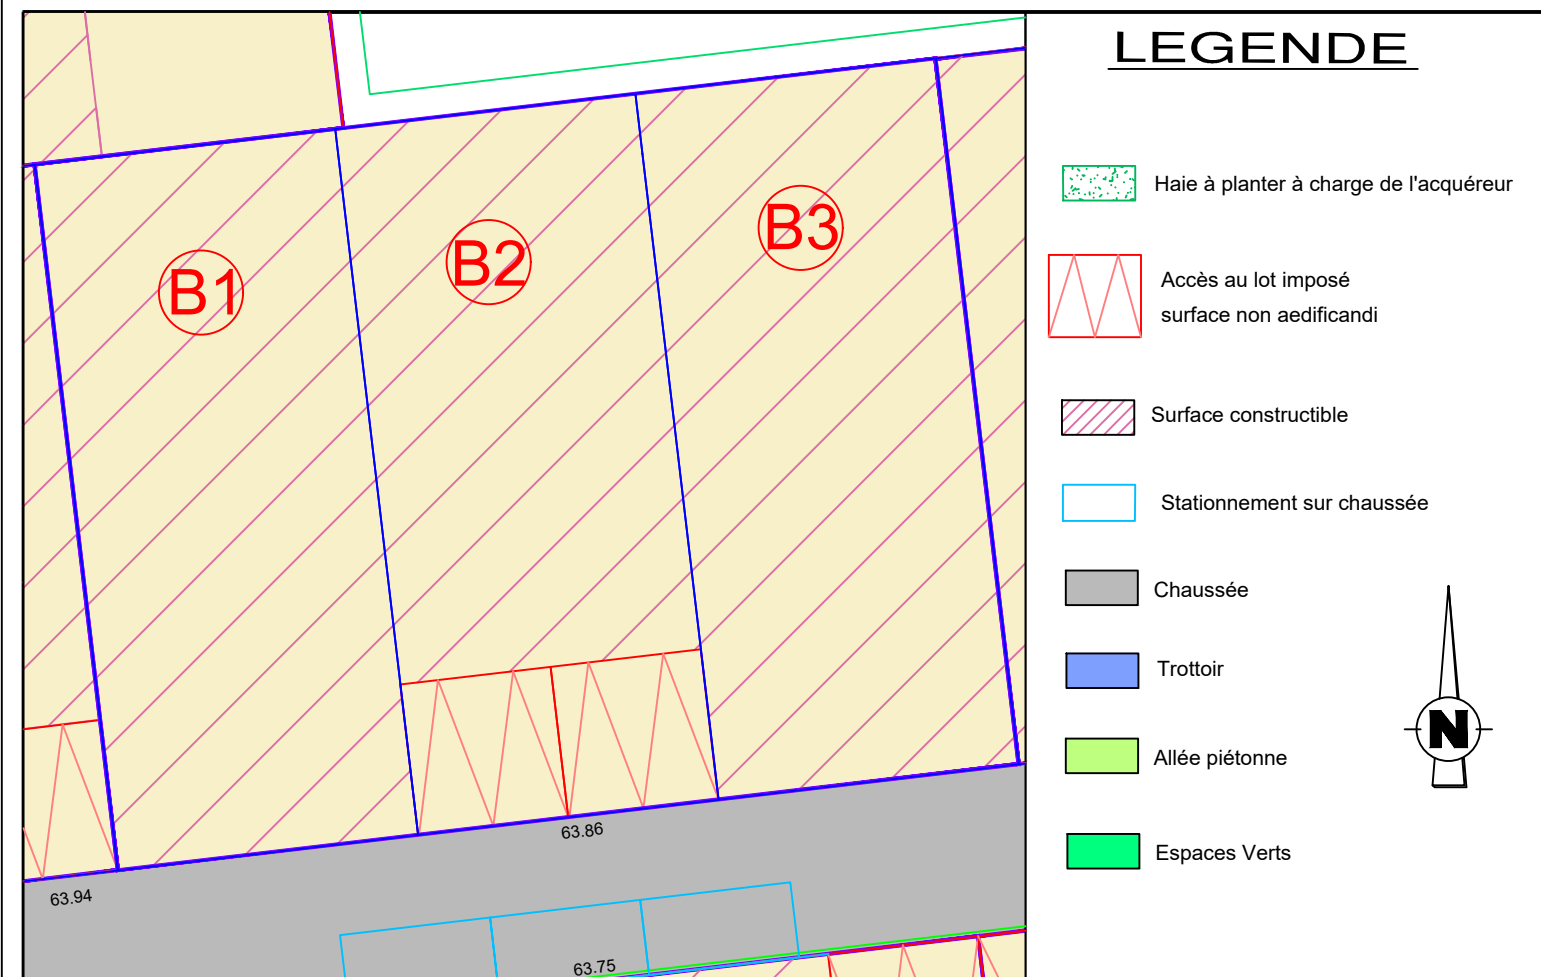 LEGENDE
Haie à planter à charge de l'acquéreur
Accès au lot imposé
surface non aedificandi
Surface constructible
Stationnement sur chaussée
Chaussée
Trottoir
Allée piétonne
Espaces Verts
N
B1
B2
B3
63.86
63.94
63.75